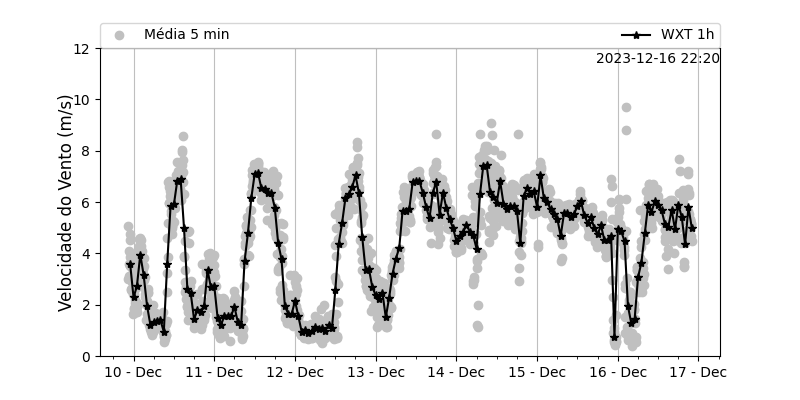 Média 5 min
WXT 1h
2023-12-16 22:20
Velocidade do Vento (m/s)
12
10
8
6
4
2
0
10 - Dec
11 - Dec
12 - Dec
13 - Dec
14 - Dec
15 - Dec
16 - Dec
17 - Dec